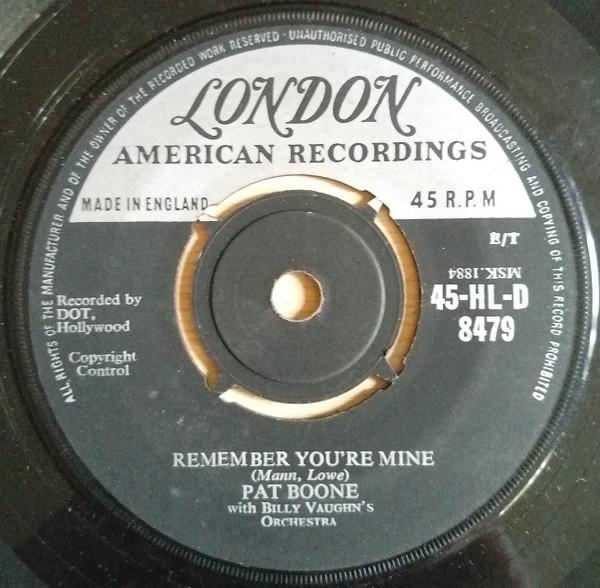 ALL RIGHTS OF THE MANUFACTURER AND OF THE OWNER OF THE RECORDED WORK RESERVED · UNAUTHORISED PUBLIC PERFORMANCE BROADCASTING AND COPYING OF THIS RECORD PROHIBITED
LONDON
AMERICAN RECORDINGS
MADE IN ENGLAND
45 R.P.M
E/T
MSK.1884
45-HL-D
8479
Recorded by
DOT,
Hollywood
Copyright
Control
REMEMBER YOU'RE MINE
(Mann, Lowe)
PAT BOONE
with BILLY VAUGHN'S
ORCHESTRA